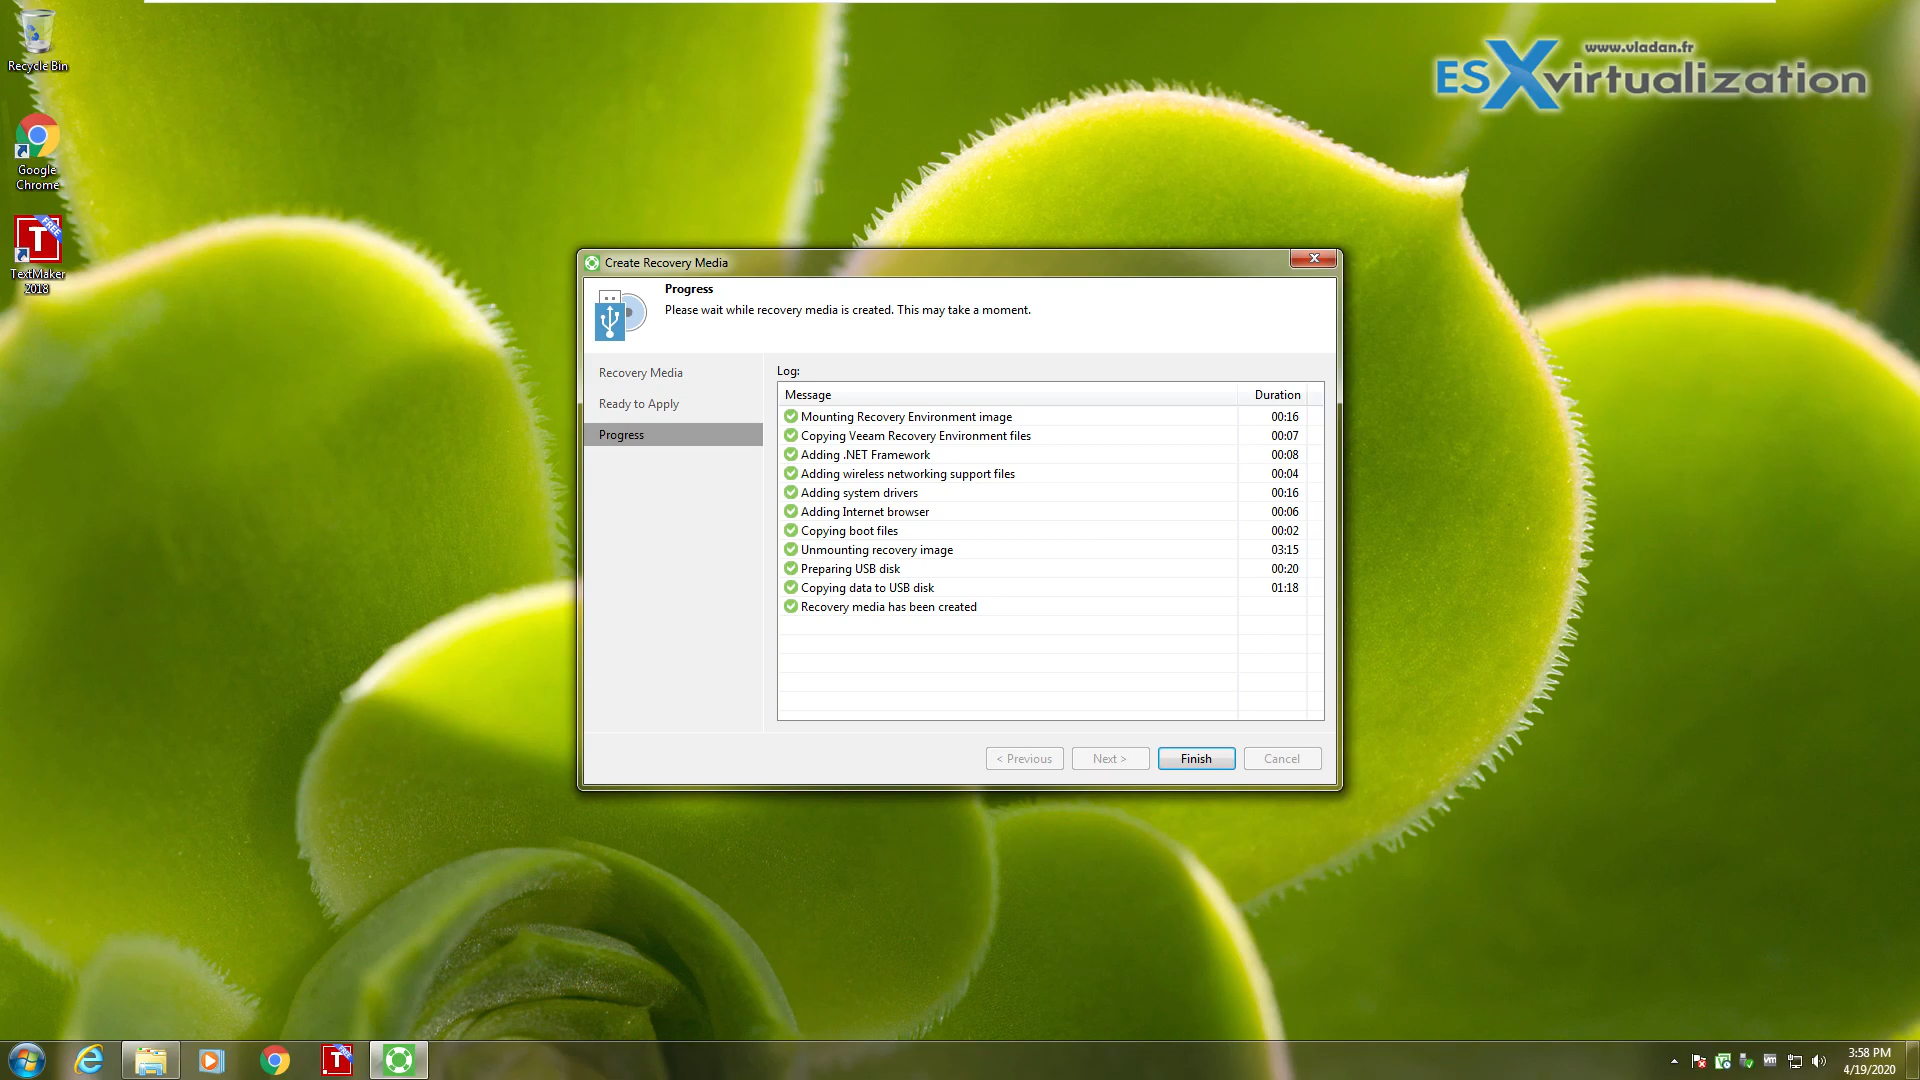 Recycle Bin
Google
Chrome
FREE
T
TextMaker
2018
www.vladan.fr
ESXvirtualization
Create Recovery Media
Progress
Please wait while recovery media is created. This may take a moment.
Recovery Media
Ready to Apply
Progress
Log:
Message Duration
Mounting Recovery Environment image 00:16
Copying Veeam Recovery Environment files 00:07
Adding .NET Framework 00:08
Adding wireless networking support files 00:04
Adding system drivers 00:16
Adding Internet browser 00:06
Copying boot files 00:02
Unmounting recovery image 03:15
Preparing USB disk 00:20
Copying data to USB disk 01:18
Recovery media has been created
< Previous Next > Finish Cancel
T
3:58 PM
4/19/2020